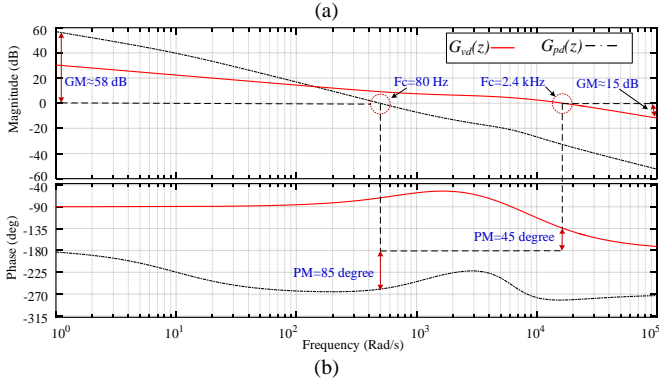 (a)
60
40
20
0
-20
-40
-60
Magnitude (dB)
GM≈58 dB
Fc=80 Hz
Fc=2.4 kHz
GM≈15 dB
G_vd(z)
G_pd(z)
-40
-90
-135
-180
-225
-270
-315
Phase (deg)
PM=85 degree
PM=45 degree
10^0
10^1
10^2
10^3
10^4
10^5
Frequency (Rad/s)
(b)